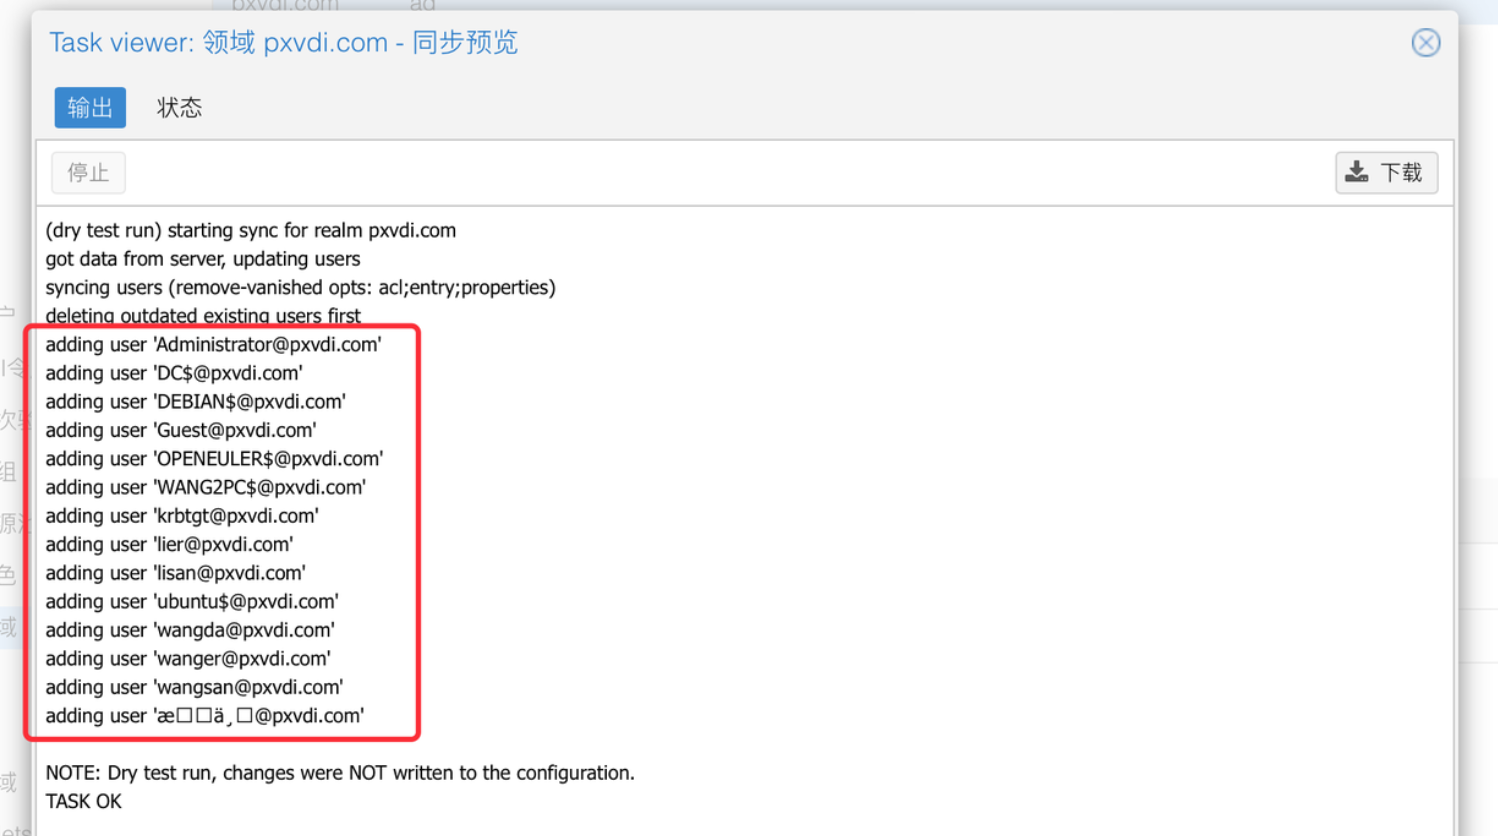 pxvdi.com ad
Task viewer: 领域 pxvdi.com - 同步预览
输出 状态
停止 下载
(dry test run) starting sync for realm pxvdi.com
got data from server, updating users
syncing users (remove-vanished opts: acl;entry;properties)
deleting outdated existing users first
adding user 'Administrator@pxvdi.com'
adding user 'DC$@pxvdi.com'
adding user 'DEBIAN$@pxvdi.com'
adding user 'Guest@pxvdi.com'
adding user 'OPENEULER$@pxvdi.com'
adding user 'WANG2PC$@pxvdi.com'
adding user 'krbtgt@pxvdi.com'
adding user 'lier@pxvdi.com'
adding user 'lisan@pxvdi.com'
adding user 'ubuntu$@pxvdi.com'
adding user 'wangda@pxvdi.com'
adding user 'wanger@pxvdi.com'
adding user 'wangsan@pxvdi.com'
adding user 'æ□□ä¸□@pxvdi.com'
NOTE: Dry test run, changes were NOT written to the configuration.
TASK OK